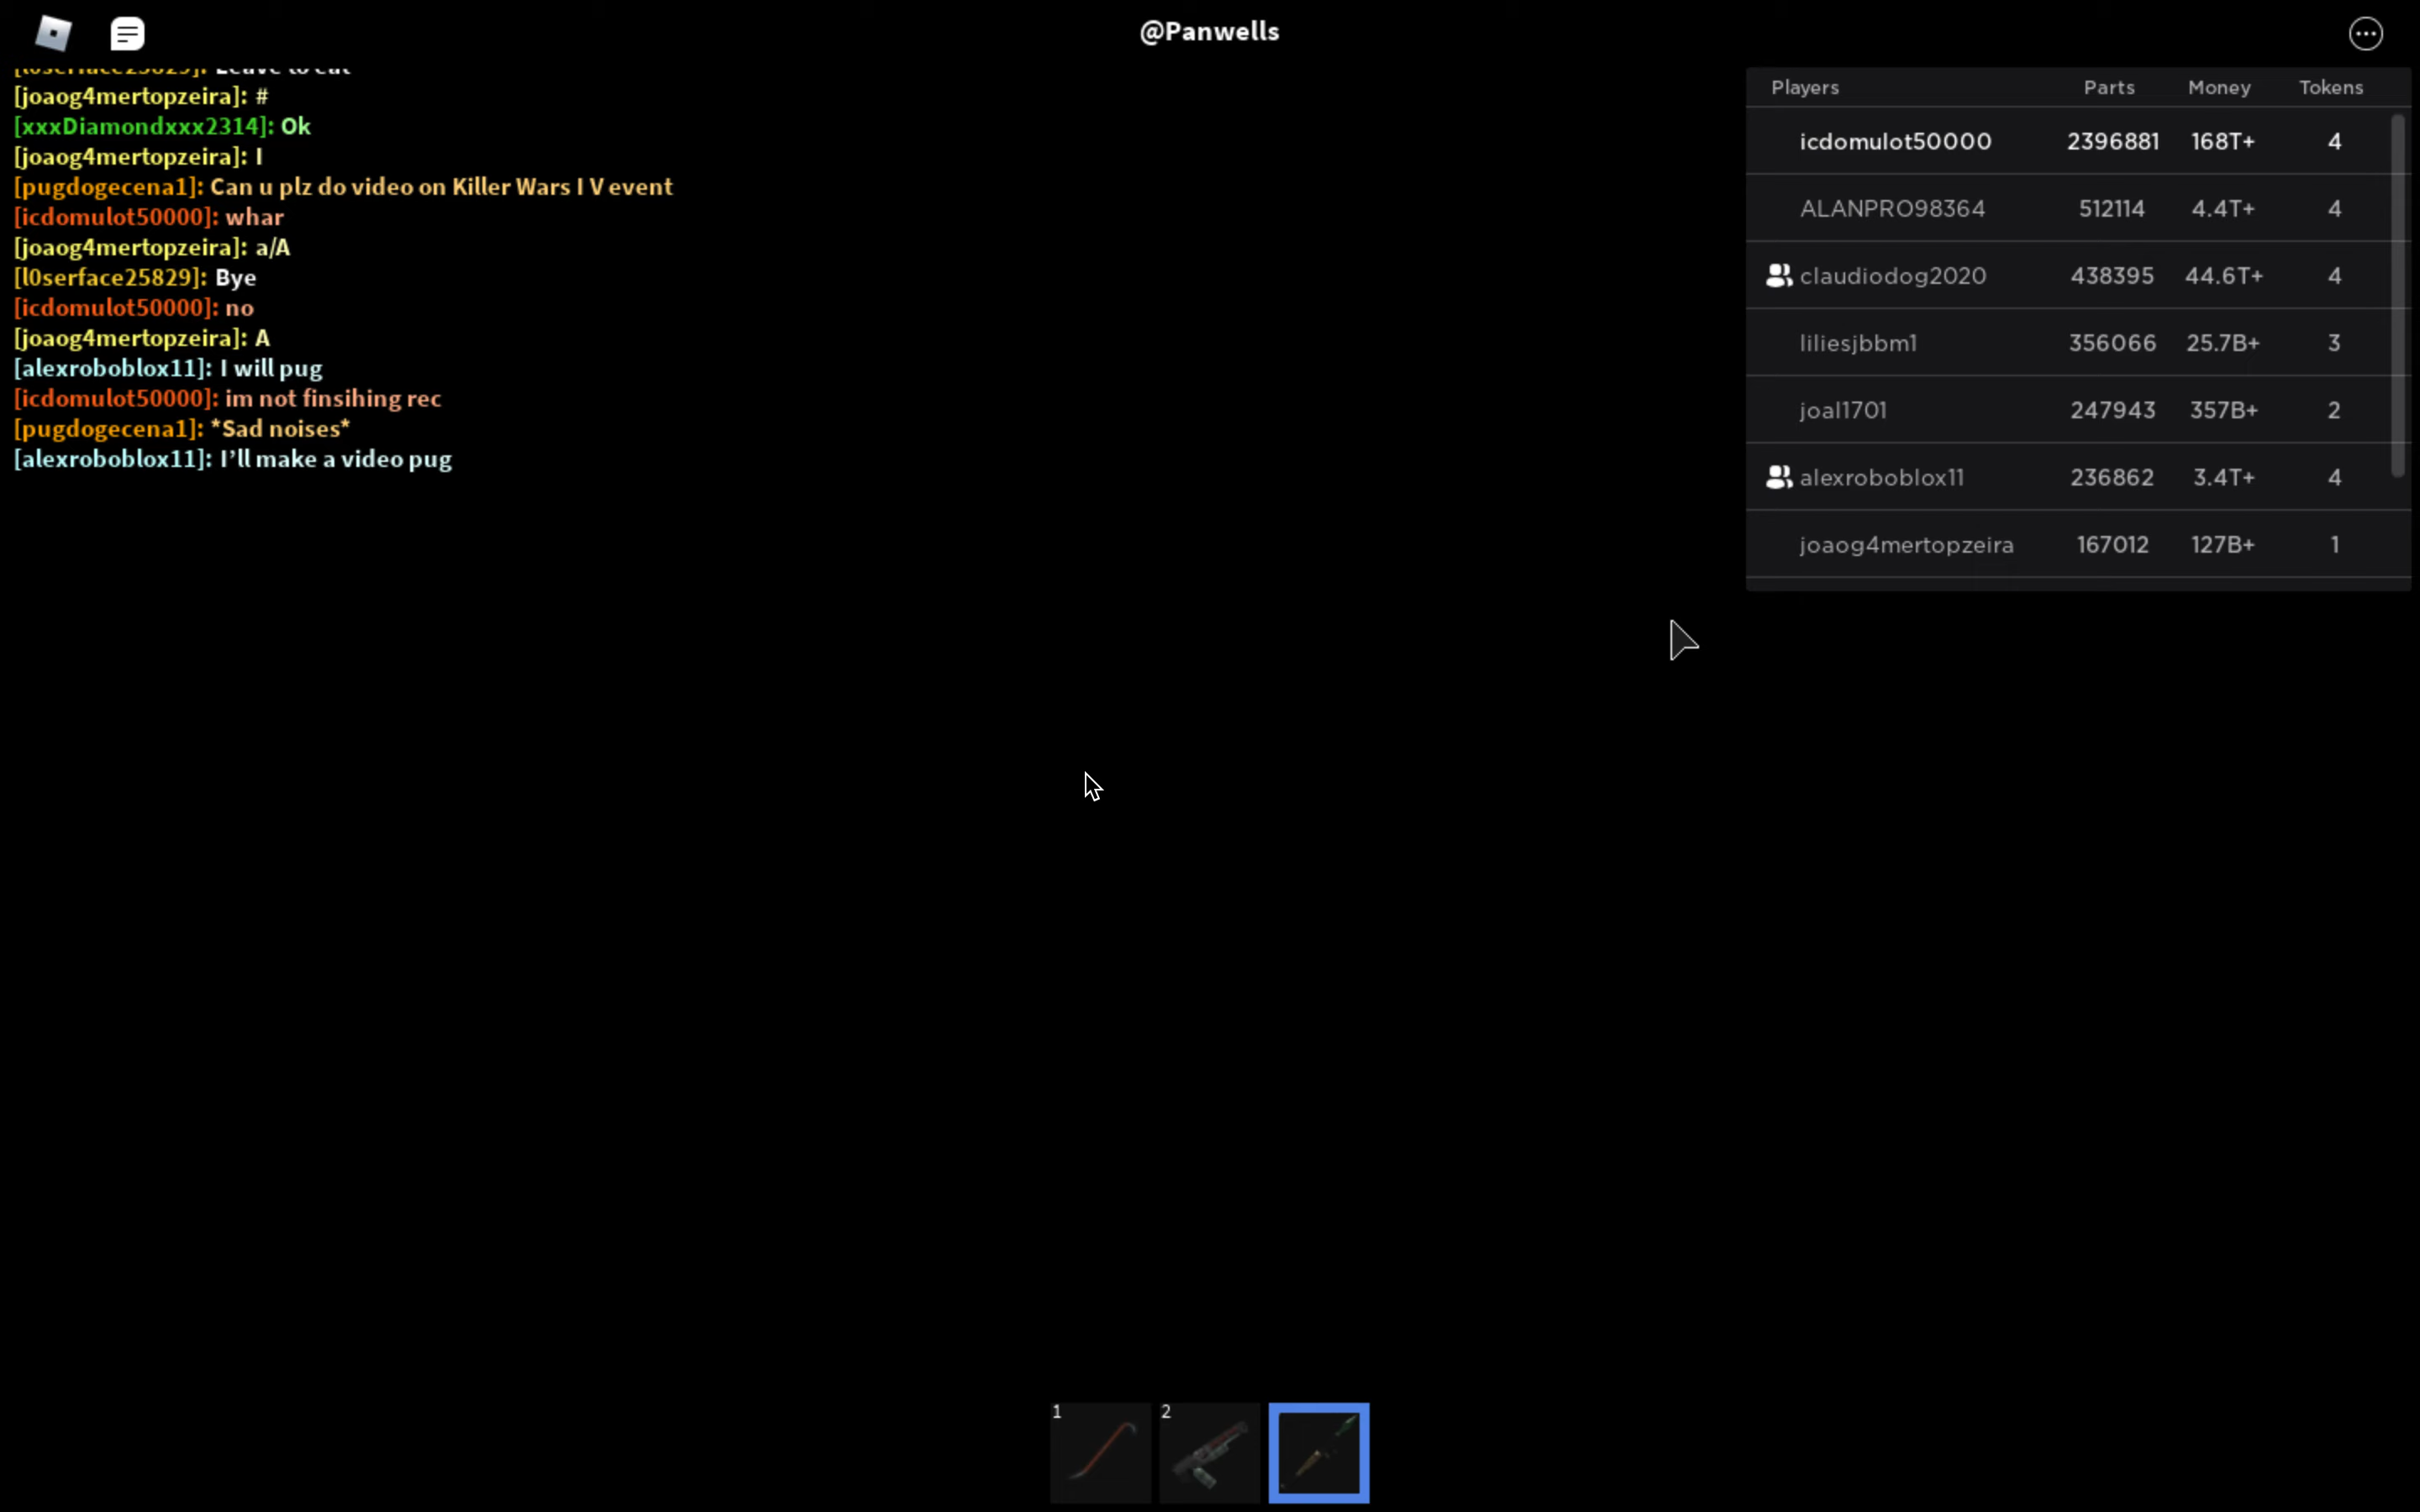 @Panwells
[l0serface25829]: Leave to eat
[joaog4mertopzeira]: #
[xxxDiamondxxx2314]: Ok
[joaog4mertopzeira]: I
[pugdogecena1]: Can u plz do video on Killer Wars I V event
[icdomulot50000]: whar
[joaog4mertopzeira]: a/A
[l0serface25829]: Bye
[icdomulot50000]: no
[joaog4mertopzeira]: A
[alexroboblox11]: I will pug
[icdomulot50000]: im not finsihing rec
[pugdogecena1]: *Sad noises*
[alexroboblox11]: I’ll make a video pug
Players Parts Money Tokens
icdomulot50000 2396881 168T+ 4
ALANPRO98364 512114 4.4T+ 4
claudiodog2020 438395 44.6T+ 4
liliesjbbm1 356066 25.7B+ 3
joal1701 247943 357B+ 2
alexroboblox11 236862 3.4T+ 4
joaog4mertopzeira 167012 127B+ 1
1 2